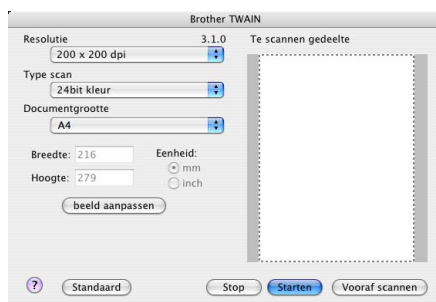 Brother TWAIN
Resolutie 3.1.0
200 x 200 dpi
Type scan
24bit kleur
Documentgrootte
A4
Breedte: 216
Hoogte: 279
Eenheid:
mm
inch
beeld aanpassen
Te scannen gedeelte
? Standaard Stop Starten Vooraf scannen